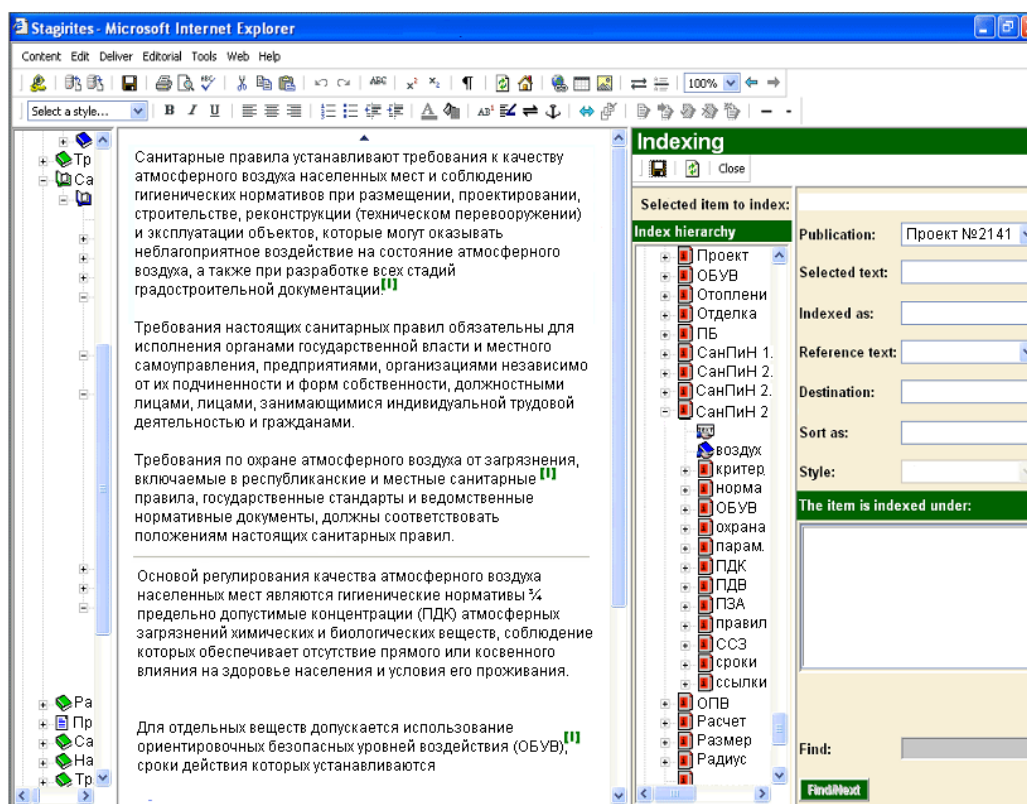 Stagirites - Microsoft Internet Explorer
Content Edit Deliver Editorial Tools Web Help
ABC x² x₂ ¶ 100%
Select a style... B I U A AB¹
Тр
Са
Ра
Пр
Са
На
Тр
Санитарные правила устанавливают требования к качеству
атмосферного воздуха населенных мест и соблюдению
гигиенических нормативов при размещении, проектировании,
строительстве, реконструкции (техническом перевооружении)
и эксплуатации объектов, которые могут оказывать
неблагоприятное воздействие на состояние атмосферного
воздуха, а также при разработке всех стадий
градостроительной документации.[I]
Требования настоящих санитарных правил обязательны для
исполнения органами государственной власти и местного
самоуправления, предприятиями, организациями независимо
от их подчиненности и форм собственности, должностными
лицами, лицами, занимающимися индивидуальной трудовой
деятельностью и гражданами.
Требования по охране атмосферного воздуха от загрязнения,
включаемые в республиканские и местные санитарные [I]
правила, государственные стандарты и ведомственные
нормативные документы, должны соответствовать
положениям настоящих санитарных правил.
Основой регулирования качества атмосферного воздуха
населенных мест являются гигиенические нормативы ¾
предельно допустимые концентрации (ПДК) атмосферных
загрязнений химических и биологических веществ, соблюдение
которых обеспечивает отсутствие прямого или косвенного
влияния на здоровье населения и условия его проживания.
Для отдельных веществ допускается использование
ориентировочных безопасных уровней воздействия (ОБУВ),[I]
сроки действия которых устанавливаются
Indexing
Close
Selected item to index:
Index hierarchy
Проект
ОБУВ
Отоплени
Отделка
ПБ
СанПиН 1.
СанПиН 2.
СанПиН 2.
СанПиН 2
воздух
критер
норма
ОБУВ
охрана
парам.
ПДК
ПДВ
ПЗА
правил
ССЗ
сроки
ссылки
ОПВ
Расчет
Размер
Радиус
Publication: Проект №2141
Selected text:
Indexed as:
Reference text:
Destination:
Sort as:
Style:
The item is indexed under:
Find:
Find/Next